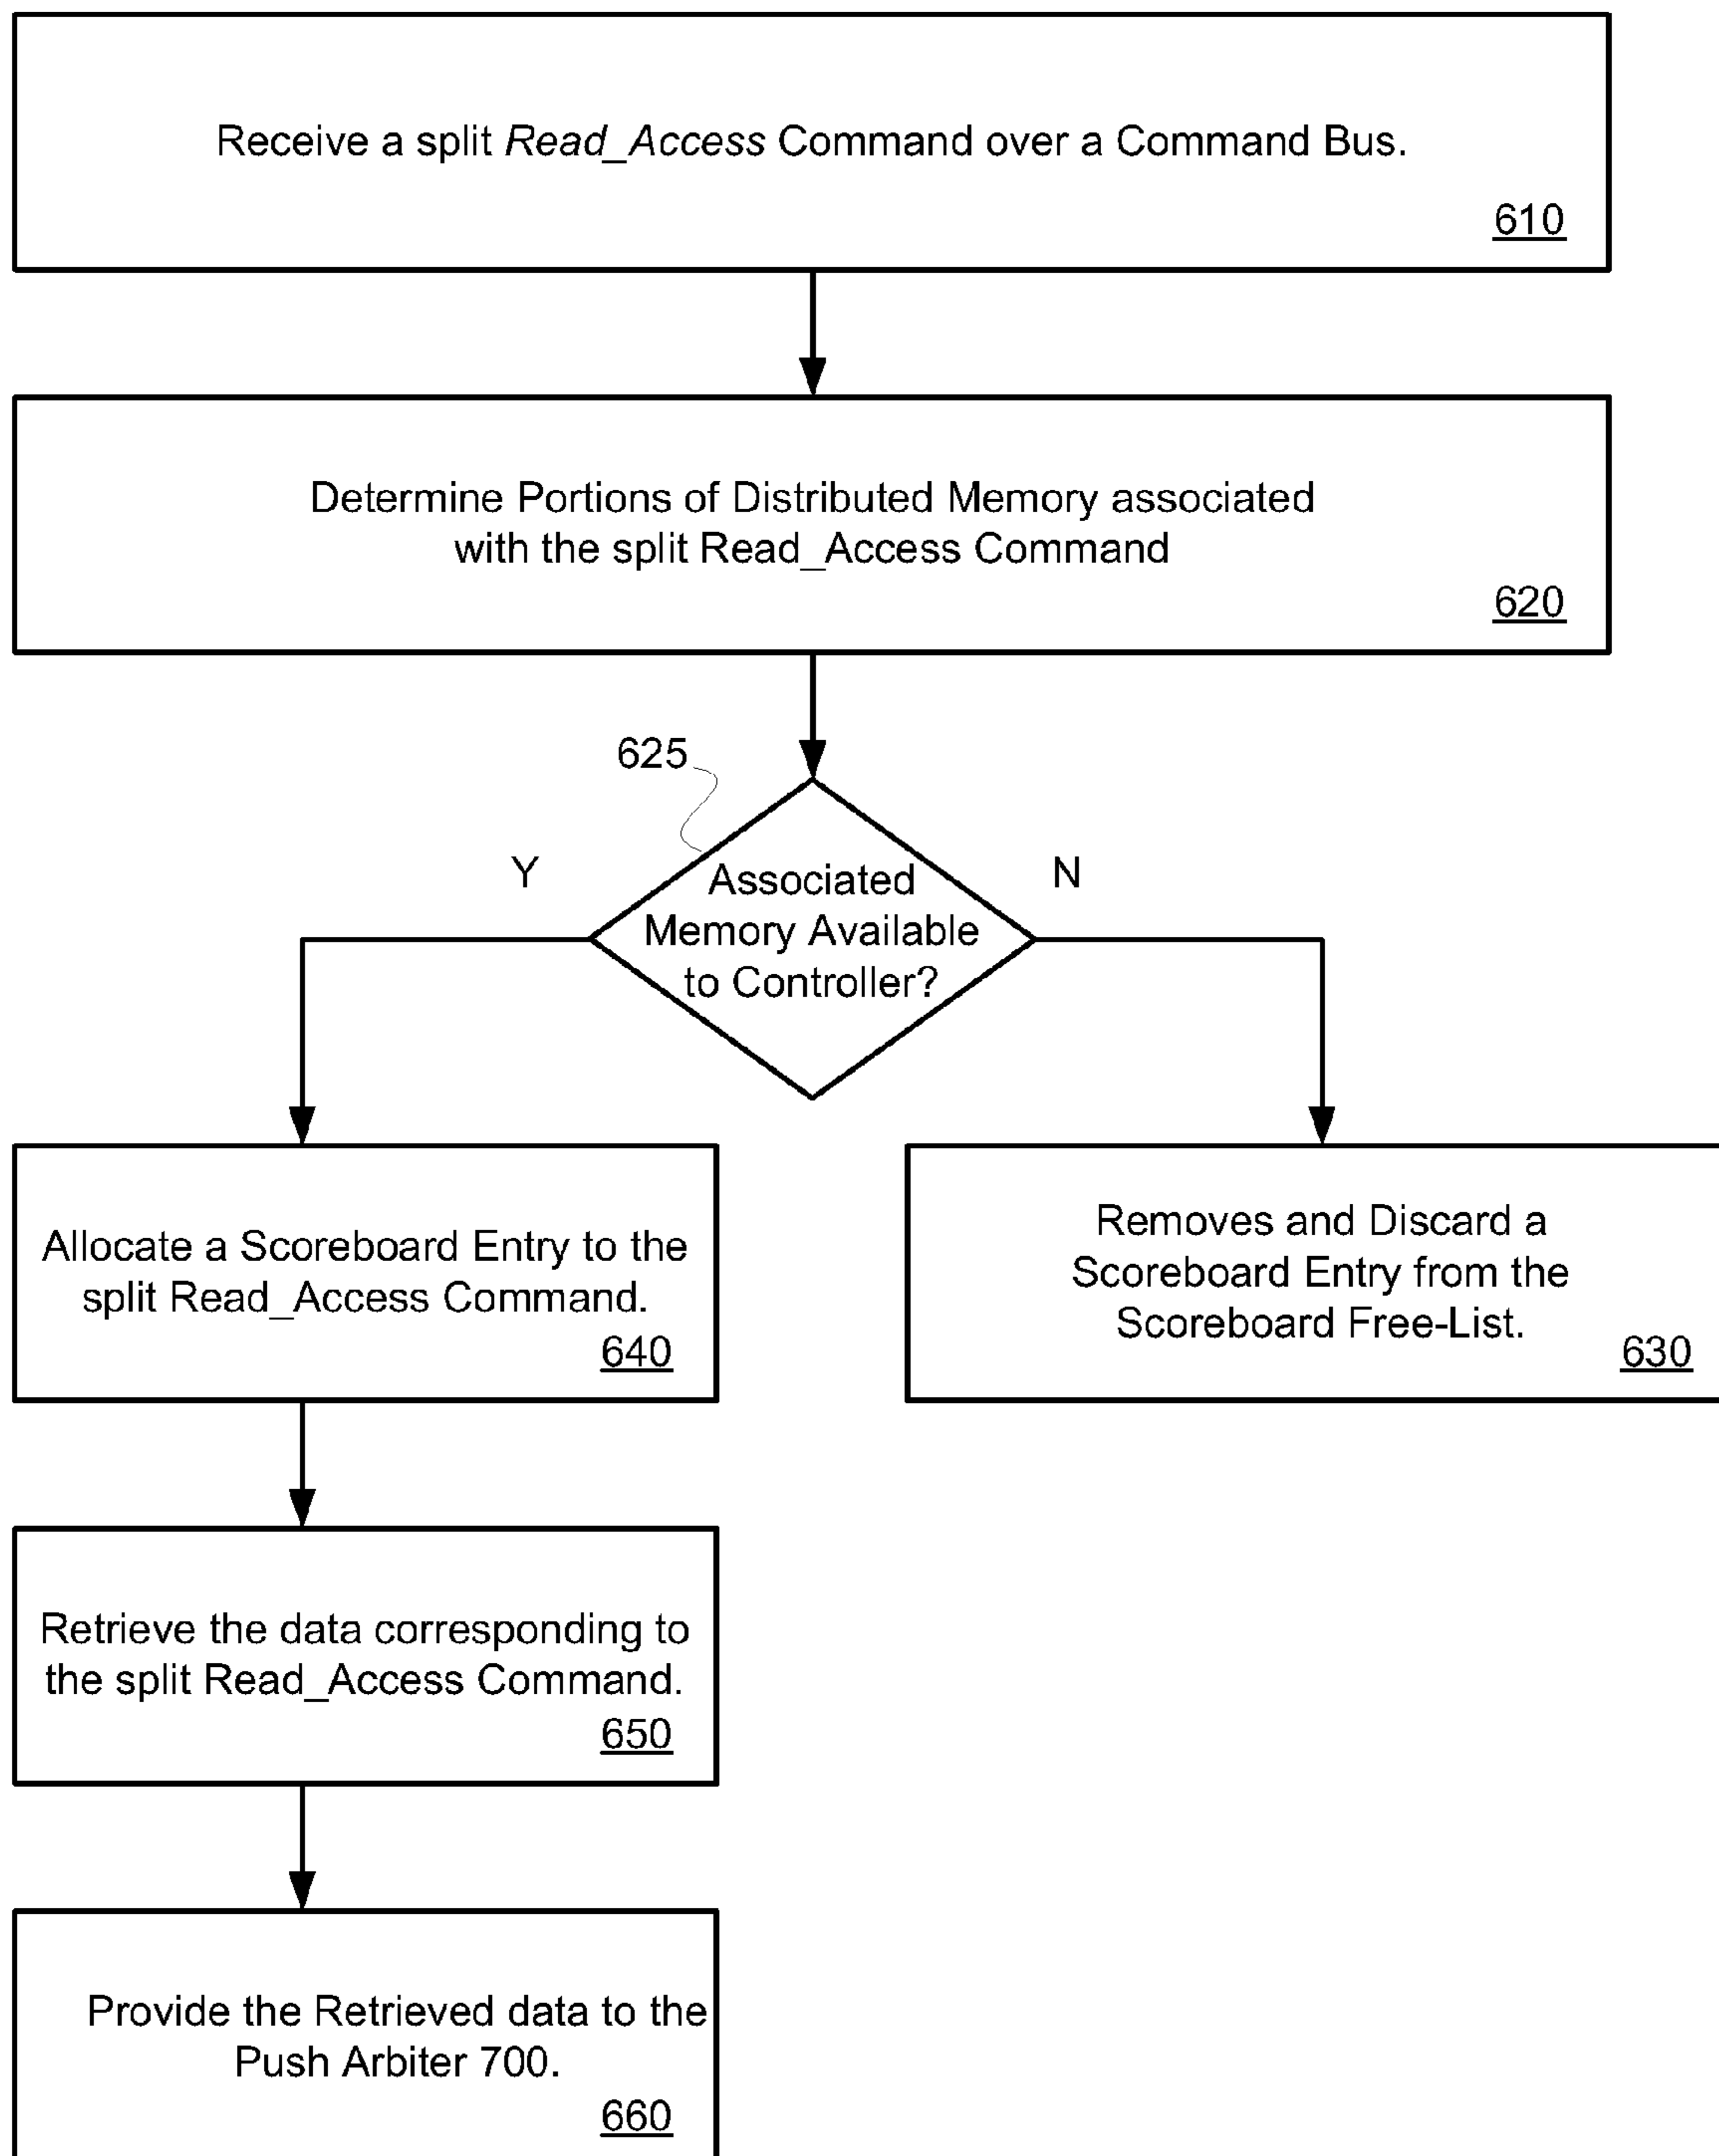 Receive a split Read_Access Command over a Command Bus.
610
Determine Portions of Distributed Memory associated
with the split Read_Access Command
620
625
Y
N
Associated
Memory Available
to Controller?
Allocate a Scoreboard Entry to the
split Read_Access Command.
640
Removes and Discard a
Scoreboard Entry from the
Scoreboard Free-List.
630
Retrieve the data corresponding to
the split Read_Access Command.
650
Provide the Retrieved data to the
Push Arbiter 700.
660